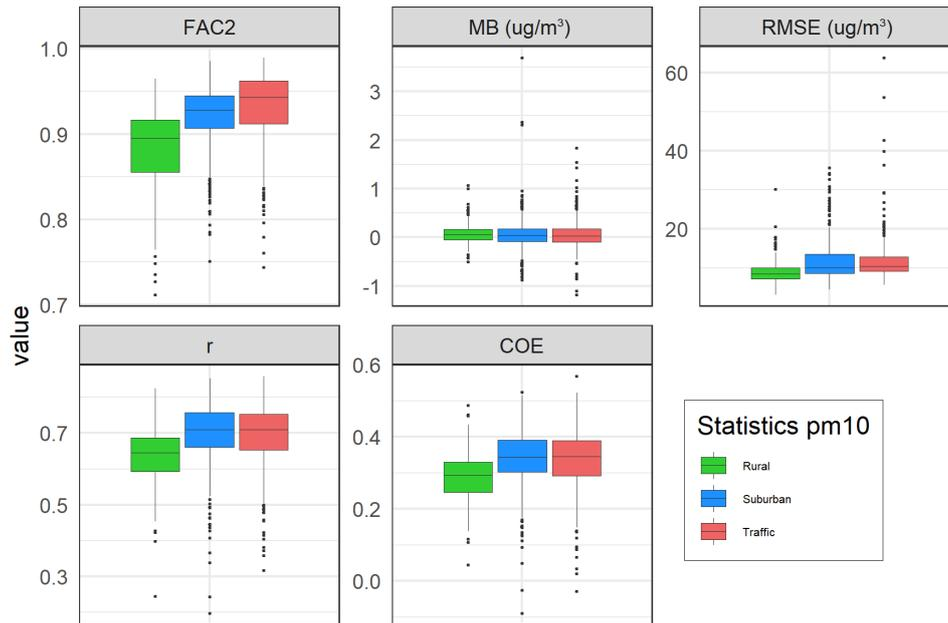 FAC2
MB (ug/m³)
RMSE (ug/m³)
1.0
0.9
0.8
0.7
3
2
1
0
-1
60
40
20
value
r
COE
0.7
0.5
0.3
0.6
0.4
0.2
0.0
Statistics pm10
Rural
Suburban
Traffic